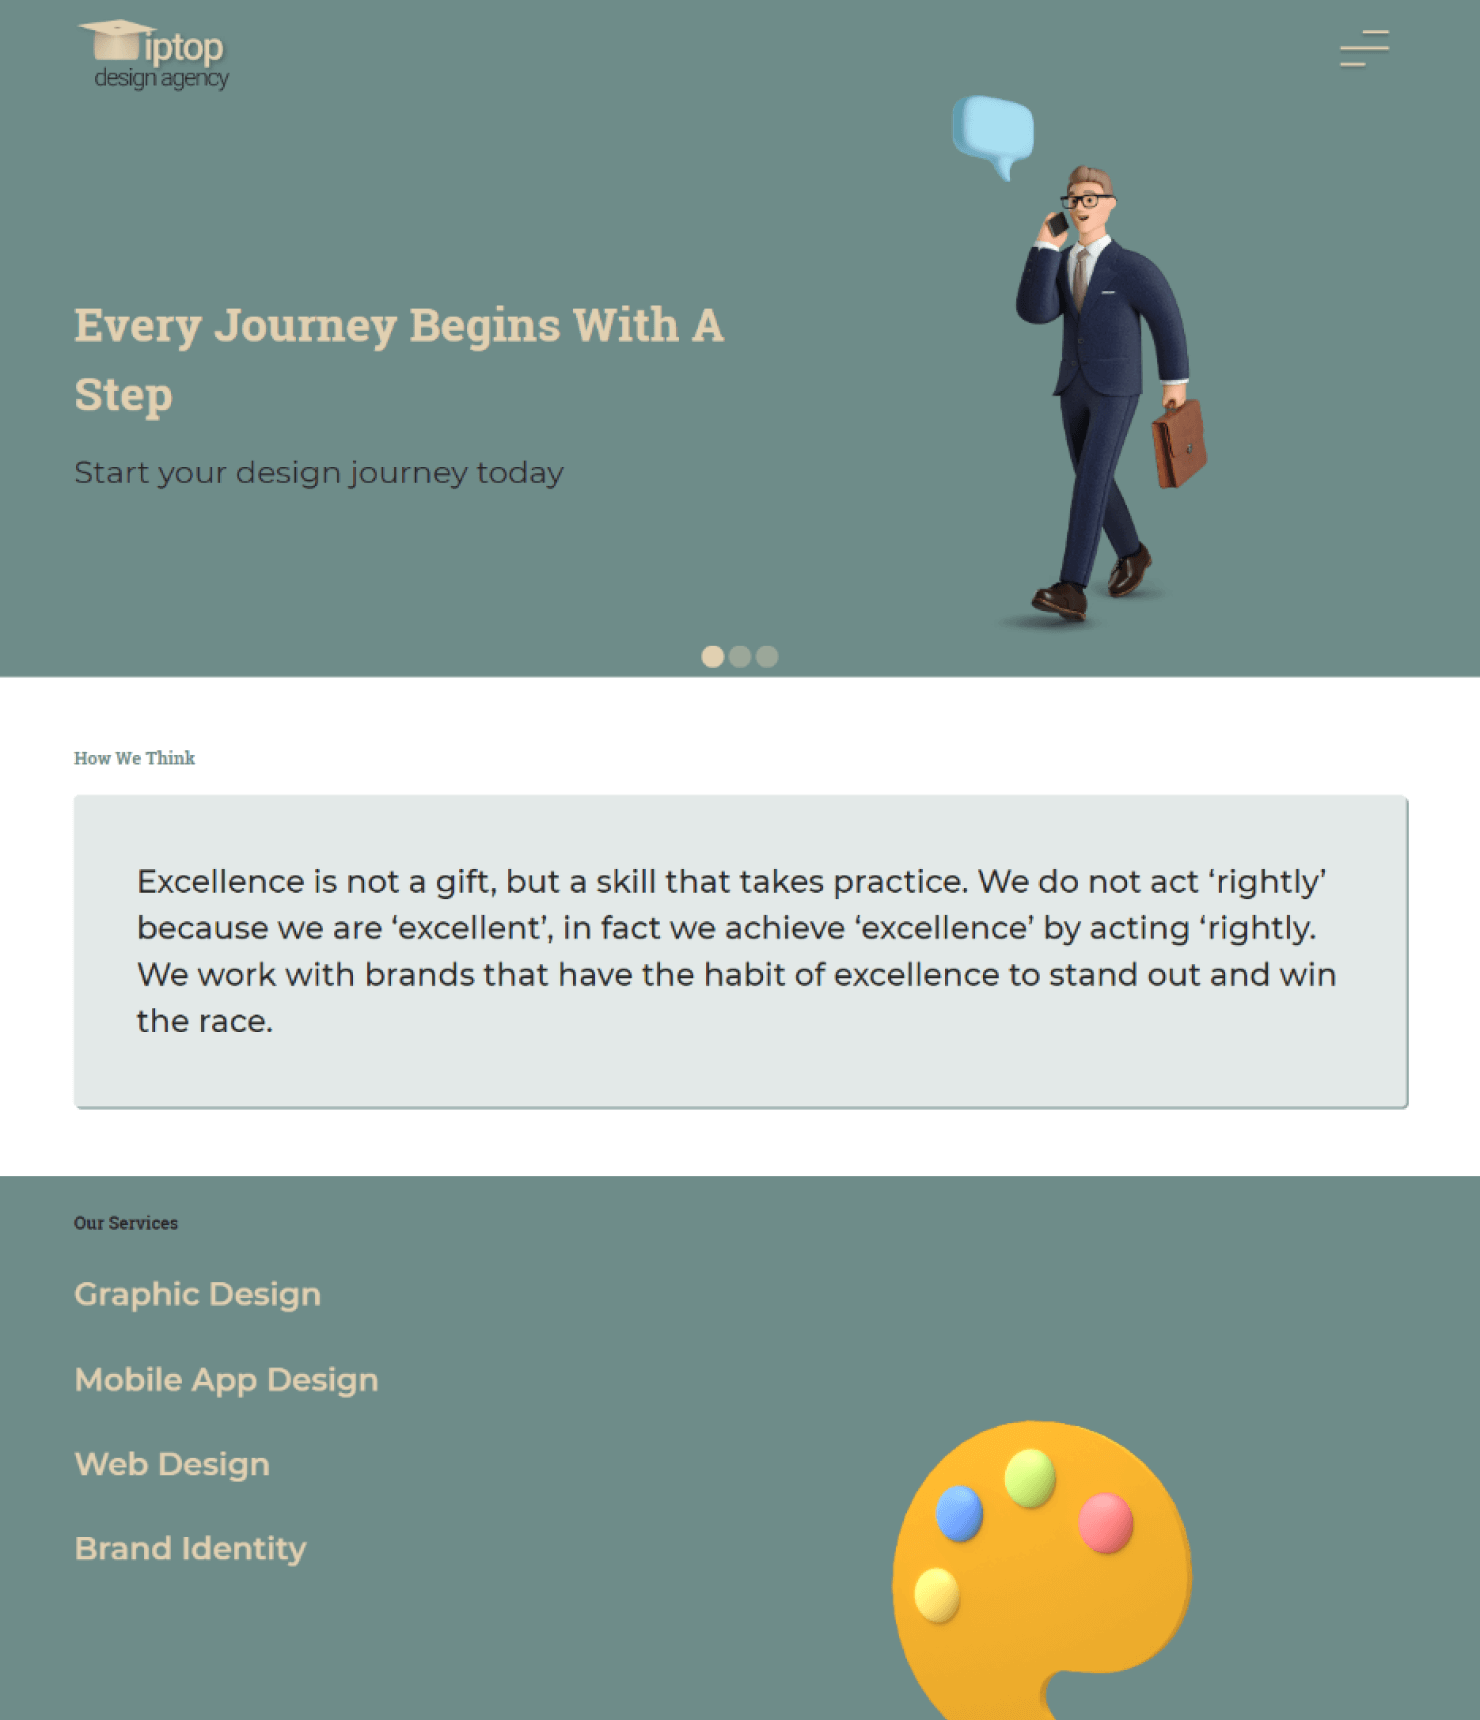 iptop
design agency
Every Journey Begins With A
Step
Start your design journey today
How We Think
Excellence is not a gift, but a skill that takes practice. We do not act ‘rightly’
because we are ‘excellent’, in fact we achieve ‘excellence’ by acting ‘rightly.
We work with brands that have the habit of excellence to stand out and win
the race.
Our Services
Graphic Design
Mobile App Design
Web Design
Brand Identity